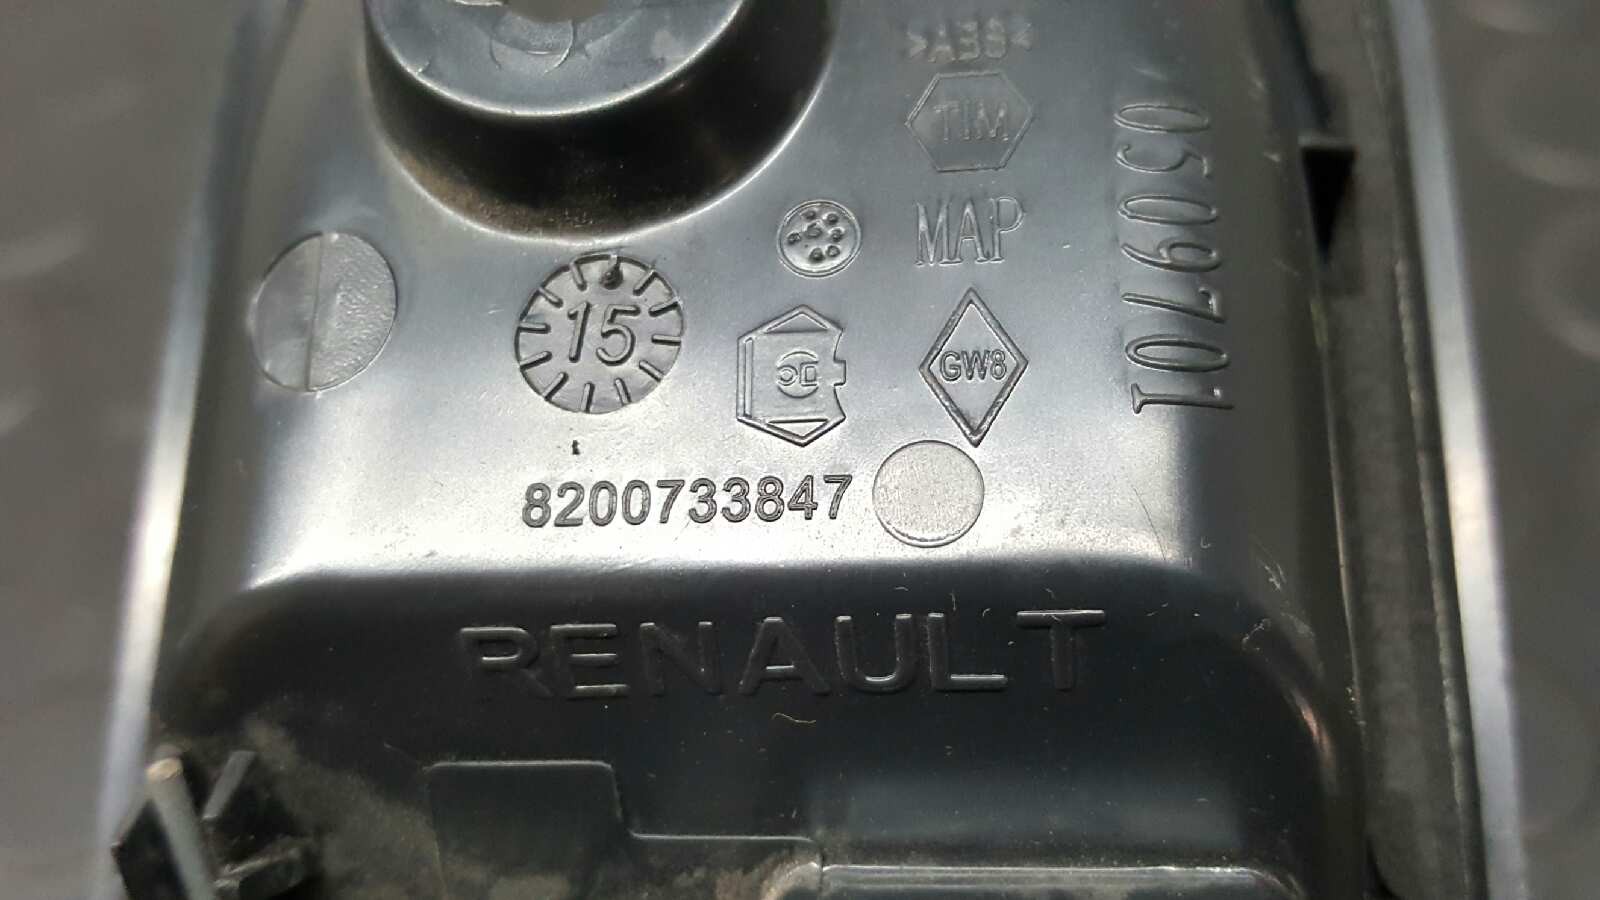 >ABS<
TIM
MAP
0509701
15
GW8
8200733847
RENAULT